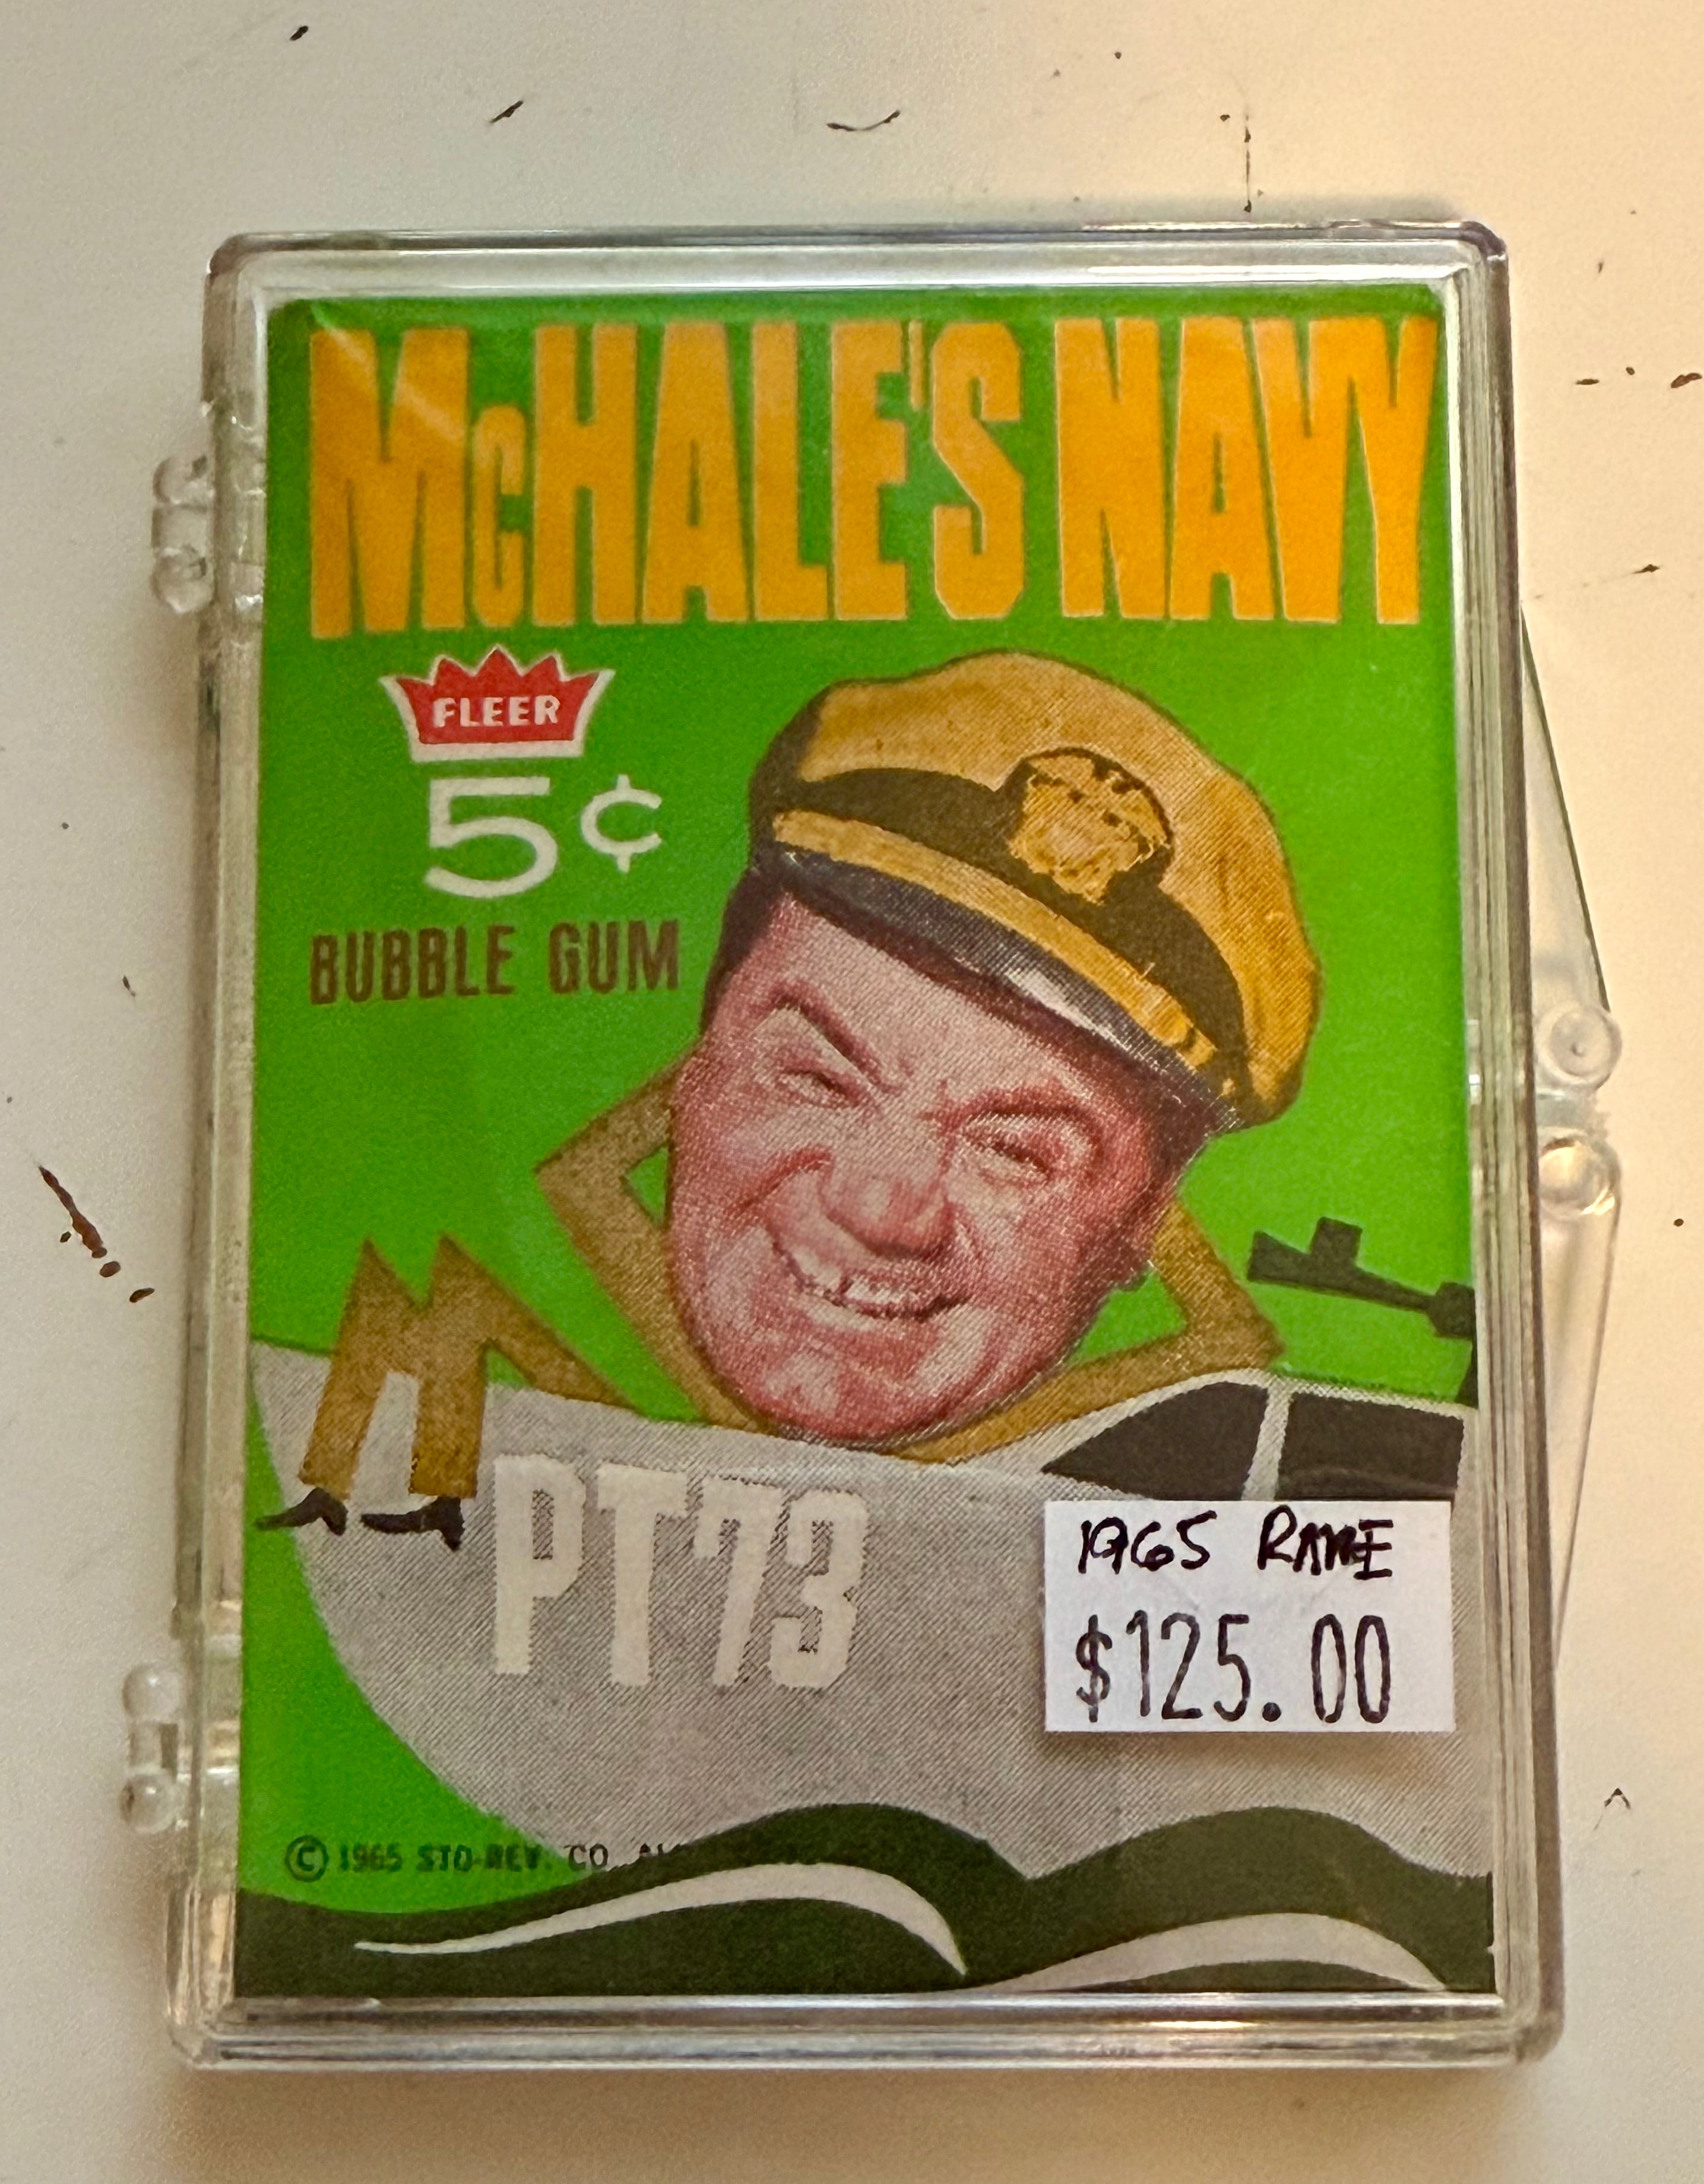 McHALE'S NAVY
FLEER
5¢
BUBBLE GUM
PT73
1965 RARE
$125.00
© 1965 STO-REV. CO.